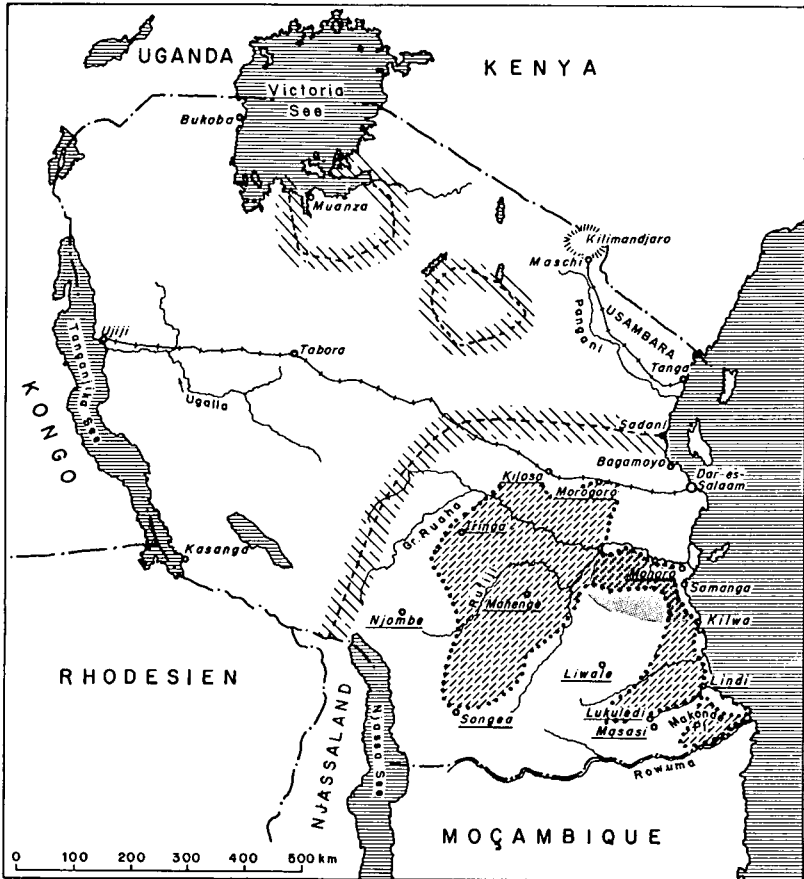 UGANDA
KENYA
Victoria
See
Bukoba
Muanza
Kilimandjaro
Maschi
Pangani
USAMBARA
Tanga
Ujiji
Tabora
Ugalla
Tanganjika See
KONGO
Sadani
Bagamoyo
Dar-es-
Salaam
Kilosa
Morogoro
Iringa
Gr. Ruaha
Kasanga
Mohoro
Samanga
Mahenge
Njombe
Kilwa
Liwale
RHODESIEN
Lindi
Songea
Lukuledi
Masasi
Makonde
Pl.
NJASSALAND
Njassa See
Rowuma
MOÇAMBIQUE
0 100 200 300 400 500 km